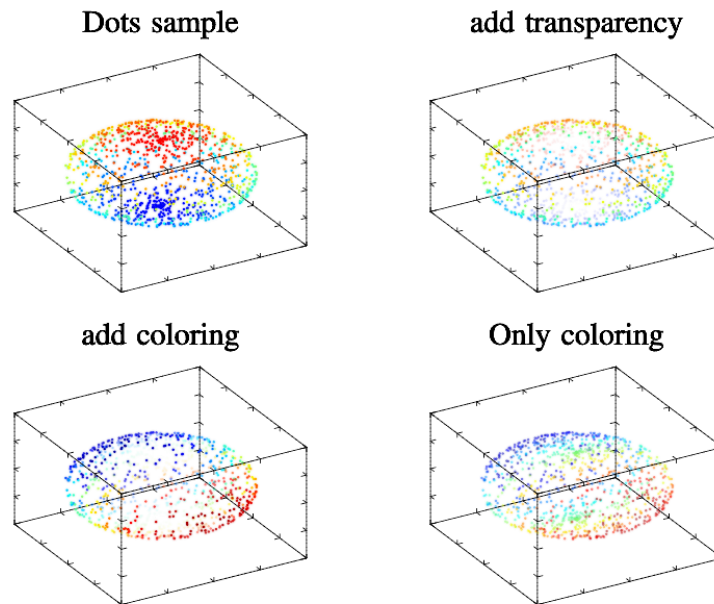 Dots sample
add transparency
add coloring
Only coloring